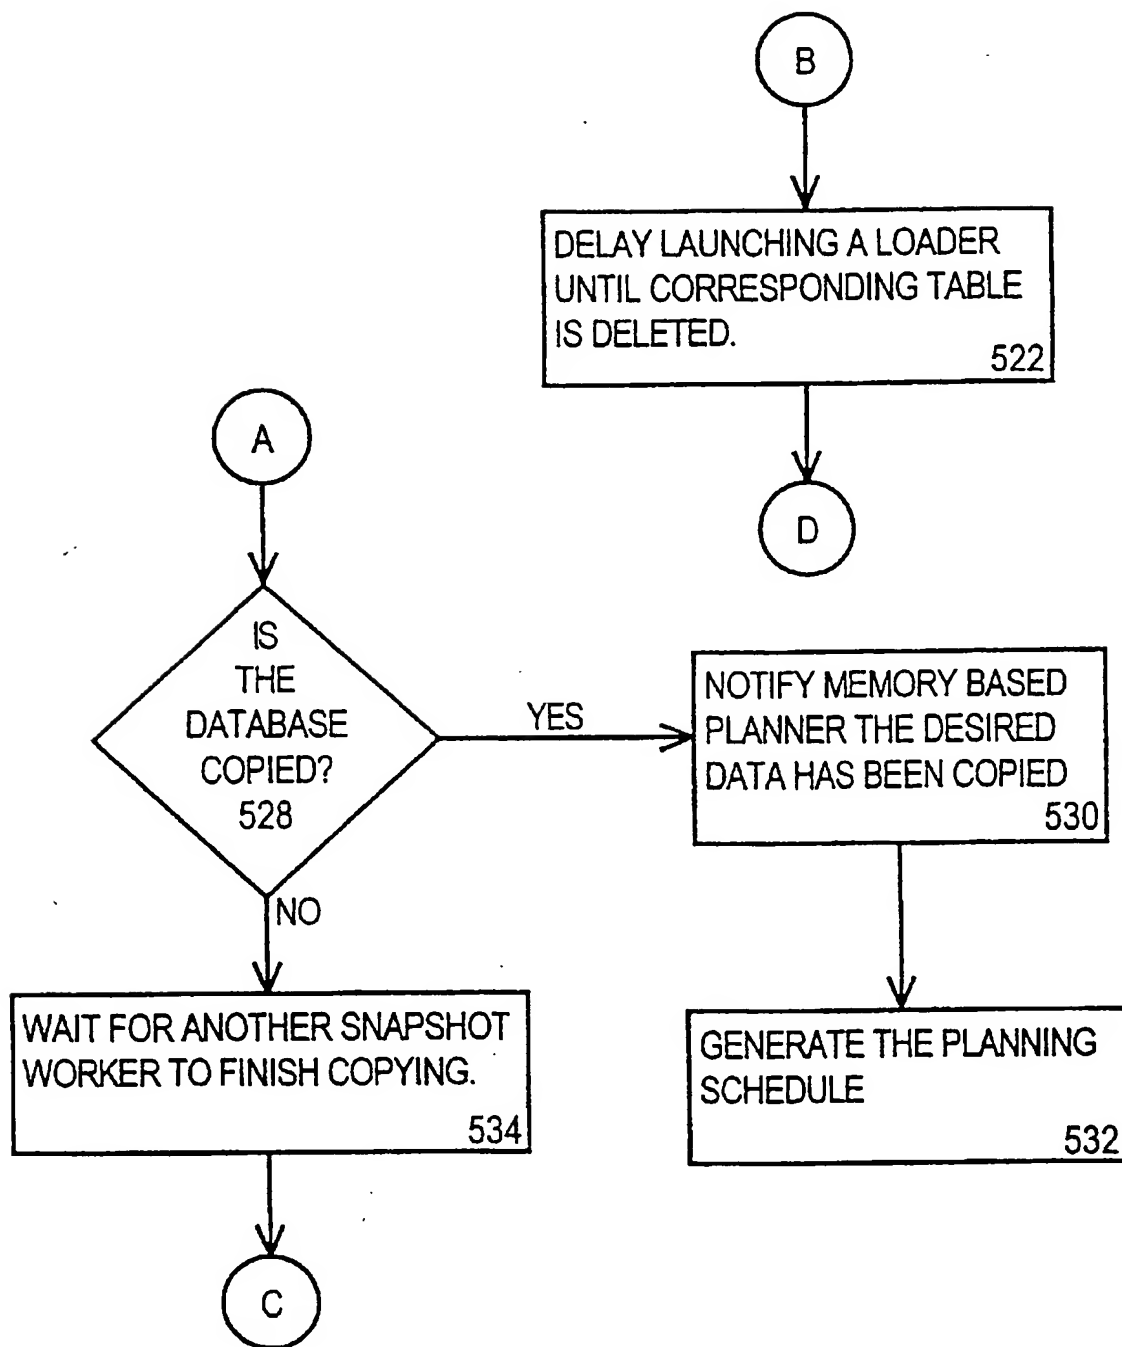 B
DELAY LAUNCHING A LOADER
UNTIL CORRESPONDING TABLE
IS DELETED.
522
D
A
IS
THE
DATABASE
COPIED?
528
YES
NOTIFY MEMORY BASED
PLANNER THE DESIRED
DATA HAS BEEN COPIED
530
NO
WAIT FOR ANOTHER SNAPSHOT
WORKER TO FINISH COPYING.
534
GENERATE THE PLANNING
SCHEDULE
532
C